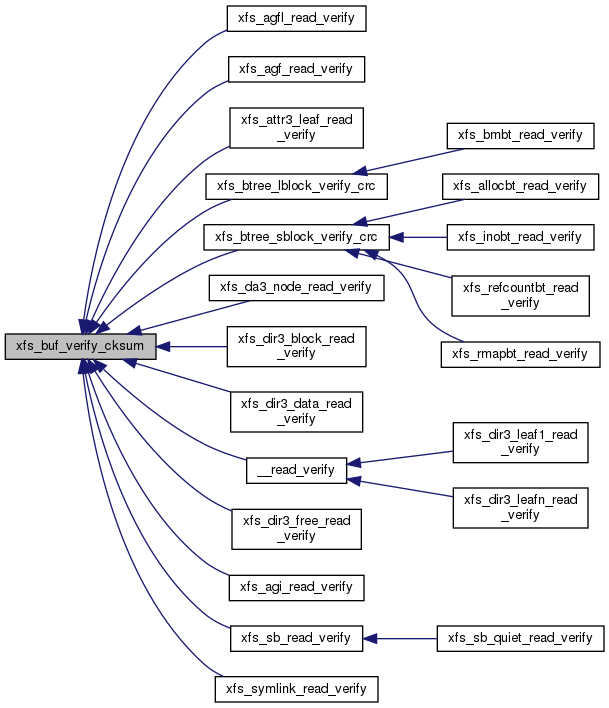 xfs_agfl_read_verify
xfs_agf_read_verify
xfs_attr3_leaf_read
_verify
xfs_bmbt_read_verify
xfs_btree_lblock_verify_crc
xfs_allocbt_read_verify
xfs_btree_sblock_verify_crc
xfs_inobt_read_verify
xfs_da3_node_read_verify
xfs_refcountbt_read
_verify
xfs_buf_verify_cksum
xfs_dir3_block_read
_verify
xfs_rmapbt_read_verify
xfs_dir3_data_read
_verify
xfs_dir3_leaf1_read
_verify
__read_verify
xfs_dir3_leafn_read
_verify
xfs_dir3_free_read
_verify
xfs_agi_read_verify
xfs_sb_read_verify
xfs_sb_quiet_read_verify
xfs_symlink_read_verify